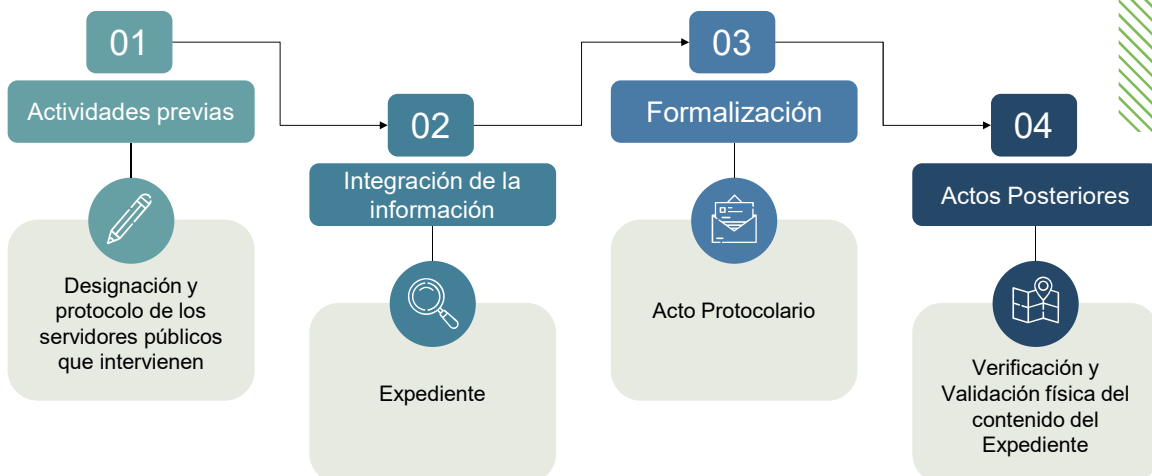 01
Actividades previas
Designación y
protocolo de los
servidores públicos
que intervienen
02
Integración de la
información
Expediente
03
Formalización
Acto Protocolario
04
Actos Posteriores
Verificación y
Validación física del
contenido del
Expediente